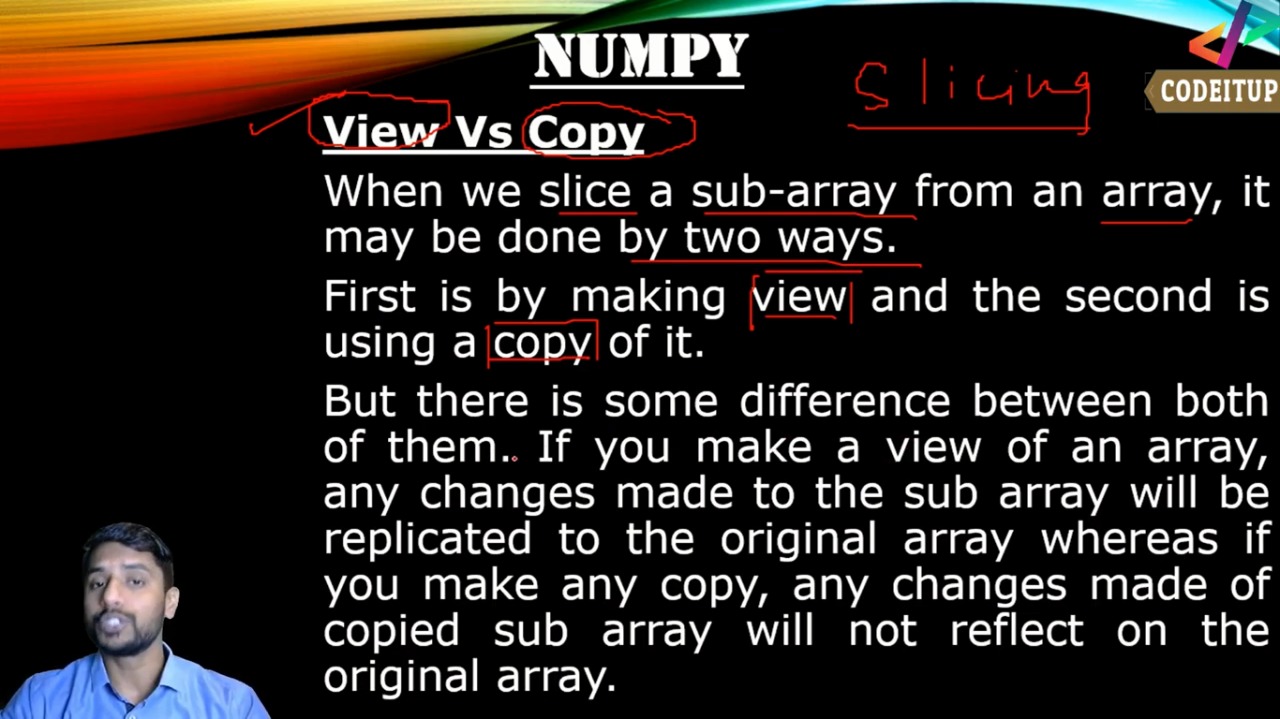 NUMPY
Slicing
CODEITUP
View Vs Copy
When we slice a sub-array from an array, it
may be done by two ways.
First is by making view and the second is
using a copy of it.
But there is some difference between both
of them.. If you make a view of an array,
any changes made to the sub array will be
replicated to the original array whereas if
you make any copy, any changes made of
copied sub array will not reflect on the
original array.